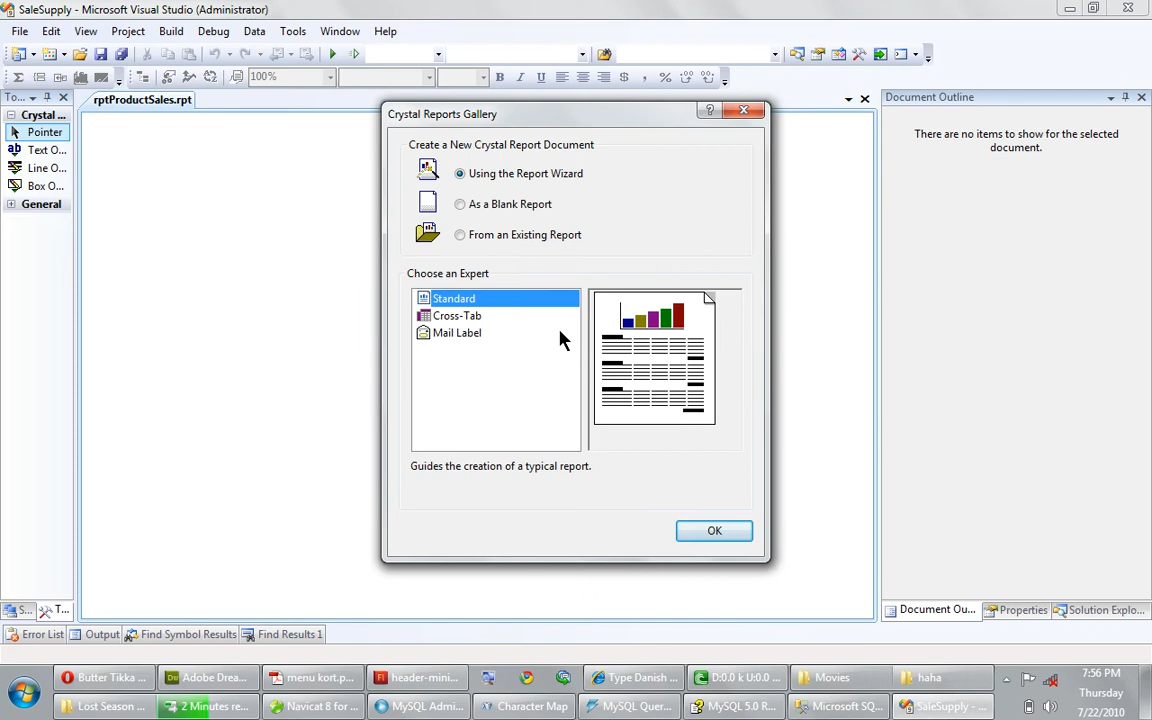 SaleSupply - Microsoft Visual Studio (Administrator)
File Edit View Project Build Debug Data Tools Window Help
100%
To...
rptProductSales.rpt
Document Outline
Crystal ...
Pointer
Text O...
Line O...
Box O...
General
There are no items to show for the selected
document.
Crystal Reports Gallery
Create a New Crystal Report Document
Using the Report Wizard
As a Blank Report
From an Existing Report
Choose an Expert
Standard
Cross-Tab
Mail Label
Guides the creation of a typical report.
OK
S... T...
Document Ou... Properties Solution Explo...
Error List Output Find Symbol Results Find Results 1
Butter Tikka ... Adobe Drea... menu kort.p... header-mini... Type Danish ... D:0.0 k U:0.0 ... Movies haha
7:56 PM
Thursday
7/22/2010
Lost Season ... 2 Minutes re... Navicat 8 for ... MySQL Admi... Character Map MySQL Quer... MySQL 5.0 R... Microsoft SQ... SaleSupply - ...